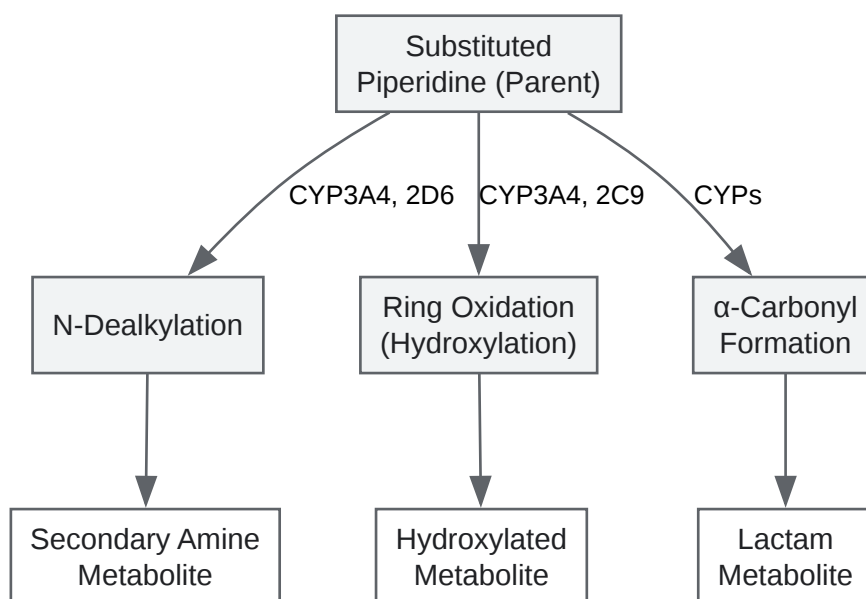 Substituted
Piperidine (Parent)
CYP3A4, 2D6
CYP3A4, 2C9
CYPs
N-Dealkylation
Ring Oxidation
(Hydroxylation)
α-Carbonyl
Formation
Secondary Amine
Metabolite
Hydroxylated
Metabolite
Lactam
Metabolite